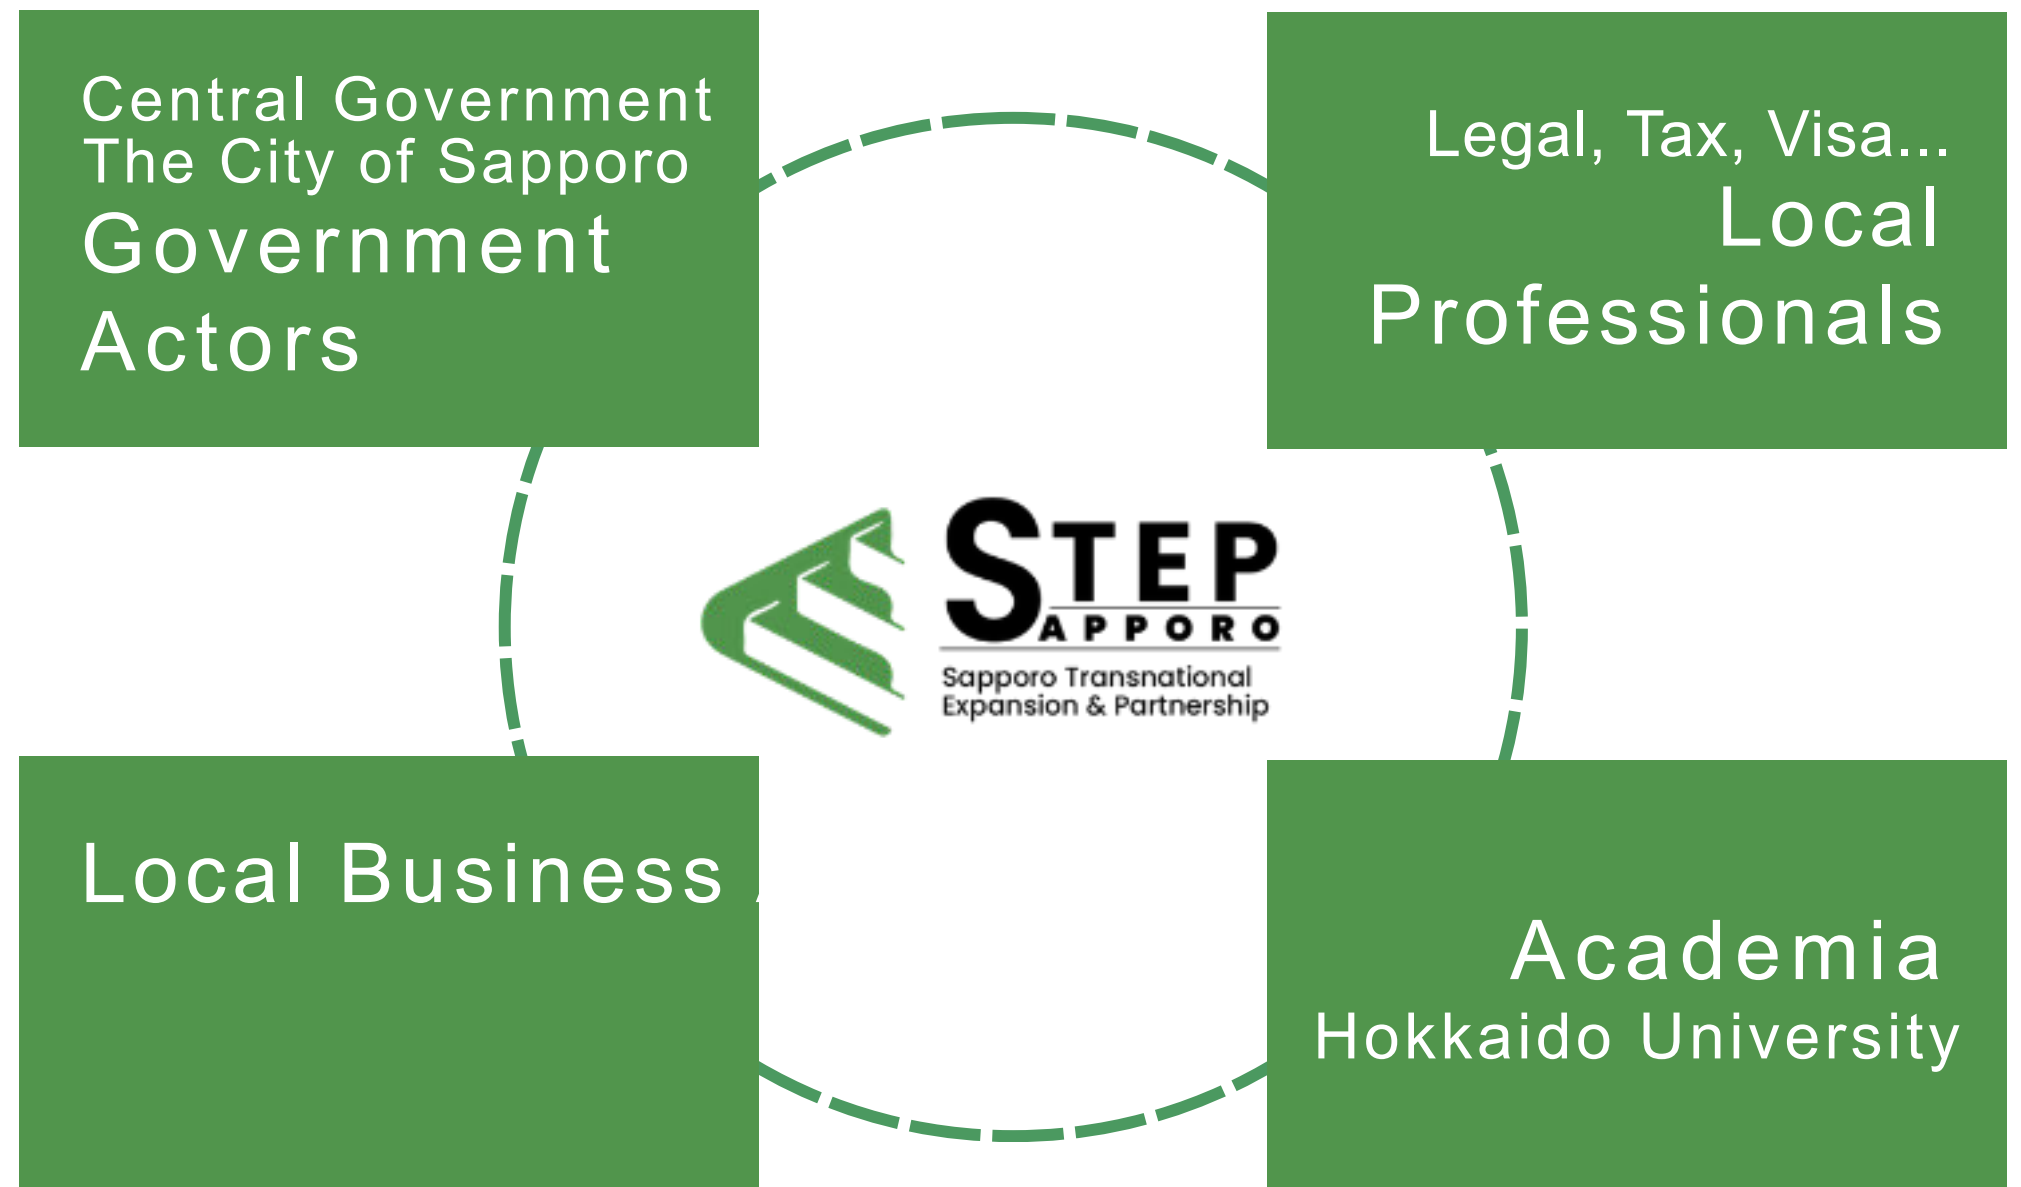 Central Government
The City of Sapporo
Government
Actors
Legal, Tax, Visa...
Local
Professionals
STEP
SAPPORO
Sapporo Transnational
Expansion & Partnership
Local Business
Academia
Hokkaido University